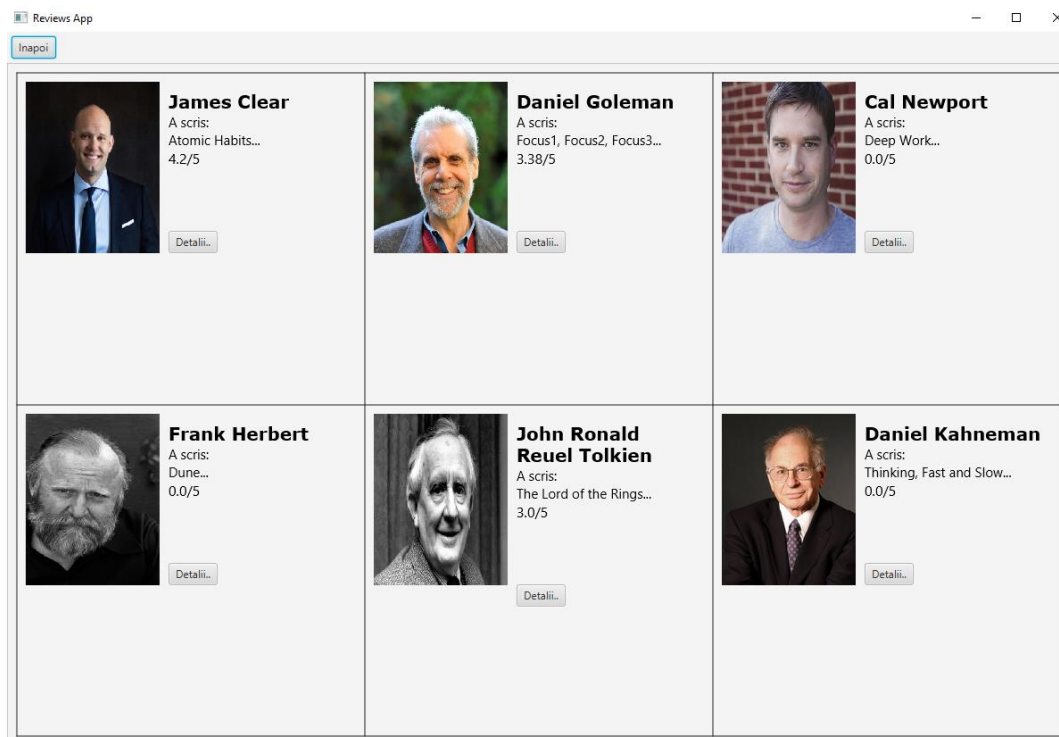 Reviews App
Inapoi
James Clear
A scris:
Atomic Habits...
4.2/5
Detalii..
Daniel Goleman
A scris:
Focus1, Focus2, Focus3...
3.38/5
Detalii..
Cal Newport
A scris:
Deep Work...
0.0/5
Detalii..
Frank Herbert
A scris:
Dune...
0.0/5
Detalii..
John Ronald
Reuel Tolkien
A scris:
The Lord of the Rings...
3.0/5
Detalii..
Daniel Kahneman
A scris:
Thinking, Fast and Slow...
0.0/5
Detalii..